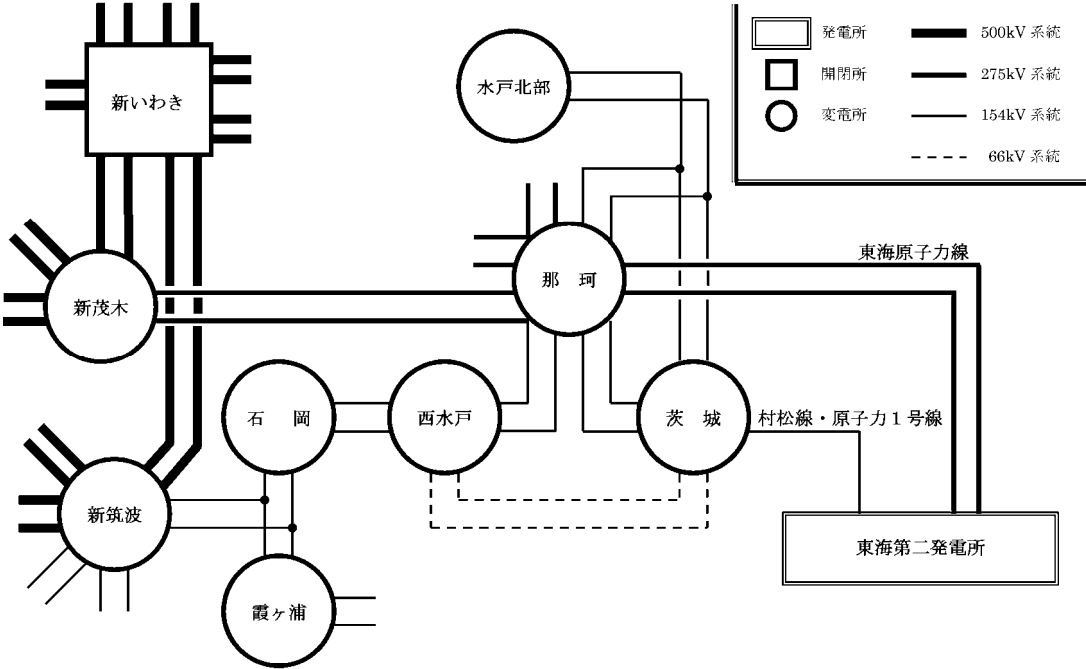 新いわき
水戸北部
発電所
500kV 系統
開閉所
275kV 系統
変電所
154kV 系統
66kV 系統
東海原子力線
新茂木
那　珂
石　岡
西水戸
茨　城
村松線・原子力１号線
新筑波
東海第二発電所
霞ヶ浦